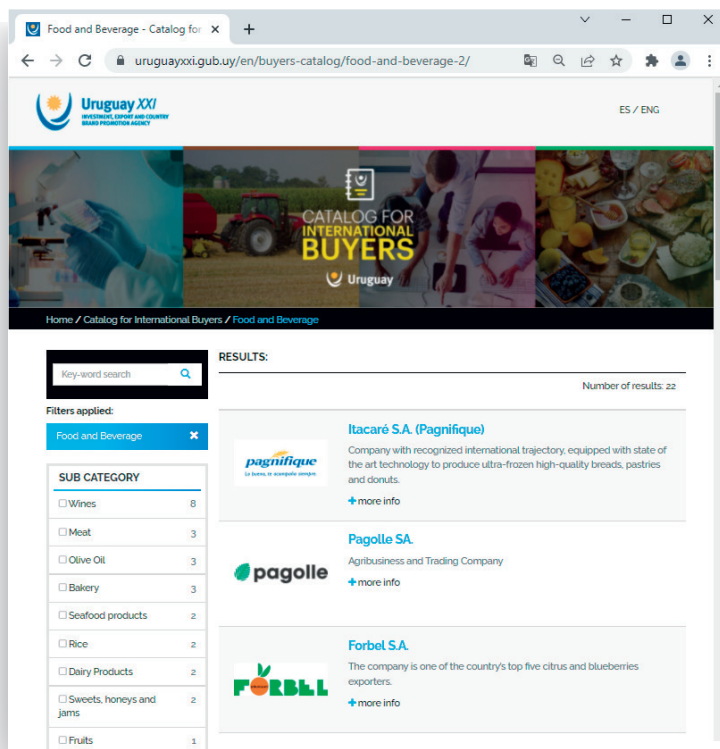 Food and Beverage - Catalog for
uruguayxxi.gub.uy/en/buyers-catalog/food-and-beverage-2/
Uruguay XXI
INVESTMENT, EXPORT AND COUNTRY
BRAND PROMOTION AGENCY
ES / ENG
CATALOG FOR
INTERNATIONAL
BUYERS
Uruguay
Home / Catalog for International Buyers / Food and Beverage
Key-word search
Filters applied:
Food and Beverage
SUB CATEGORY
Wines 8
Meat 3
Olive Oil 3
Bakery 3
Seafood products 2
Rice 2
Dairy Products 2
Sweets, honeys and 2
jams
Fruits 1
RESULTS:
Number of results: 22
pagnifique
Lo bueno, te acompaña siempre.
Itacaré S.A. (Pagnifique)
Company with recognized international trajectory, equipped with state of
the art technology to produce ultra-frozen high-quality breads, pastries
and donuts.
+more info
pagolle
Pagolle SA.
Agribusiness and Trading Company
+more info
FORBEL
Forbel S.A.
The company is one of the country's top five citrus and blueberries
exporters.
+more info